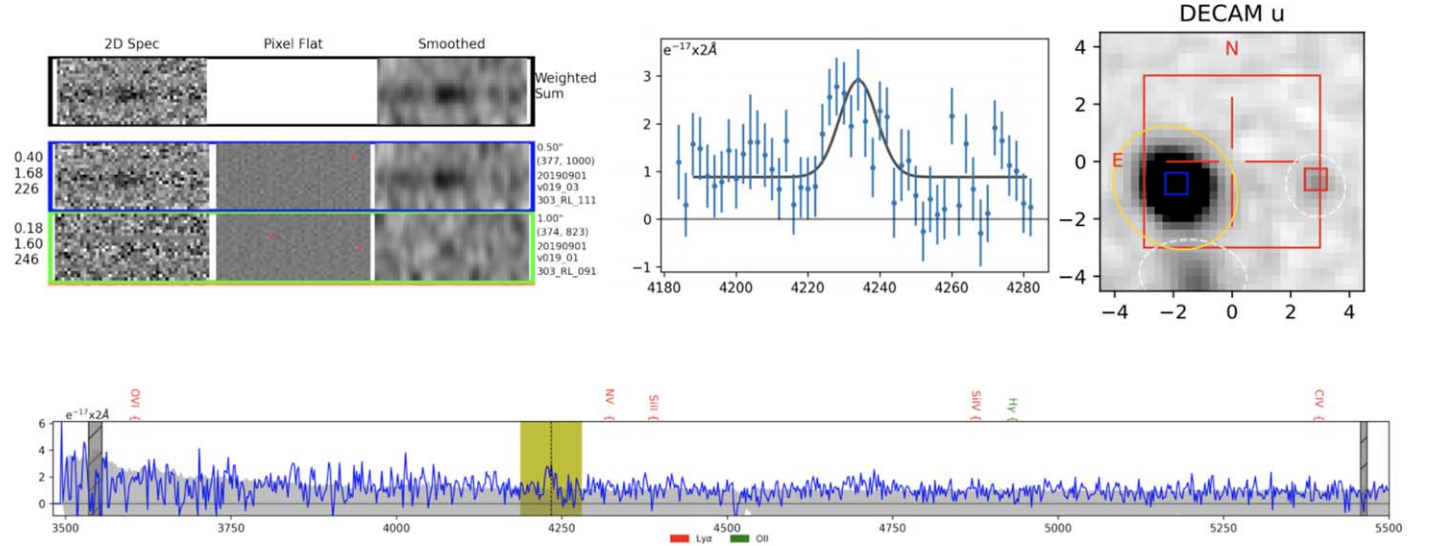 DECAM u
2D Spec Pixel Flat Smoothed
Weighted
Sum
0.40
1.68
226
0.50"
(377, 1000)
20190901
v019_03
303_RL_111
0.18
1.60
246
1.00"
(374, 823)
20190901
v019_01
303_RL_091
e⁻¹⁷x2Å
3
2
1
0
−1
4180 4200 4220 4240 4260 4280
N
E
4
2
0
−2
−4
−4 −2 0 2 4
OVI {
NV {
SiII {
SiIV {
Hγ {
CIV {
e⁻¹⁷x2Å
6
4
2
0
3500 3750 4000 4250 4500 4750 5000 5250 5500
Lyα OII